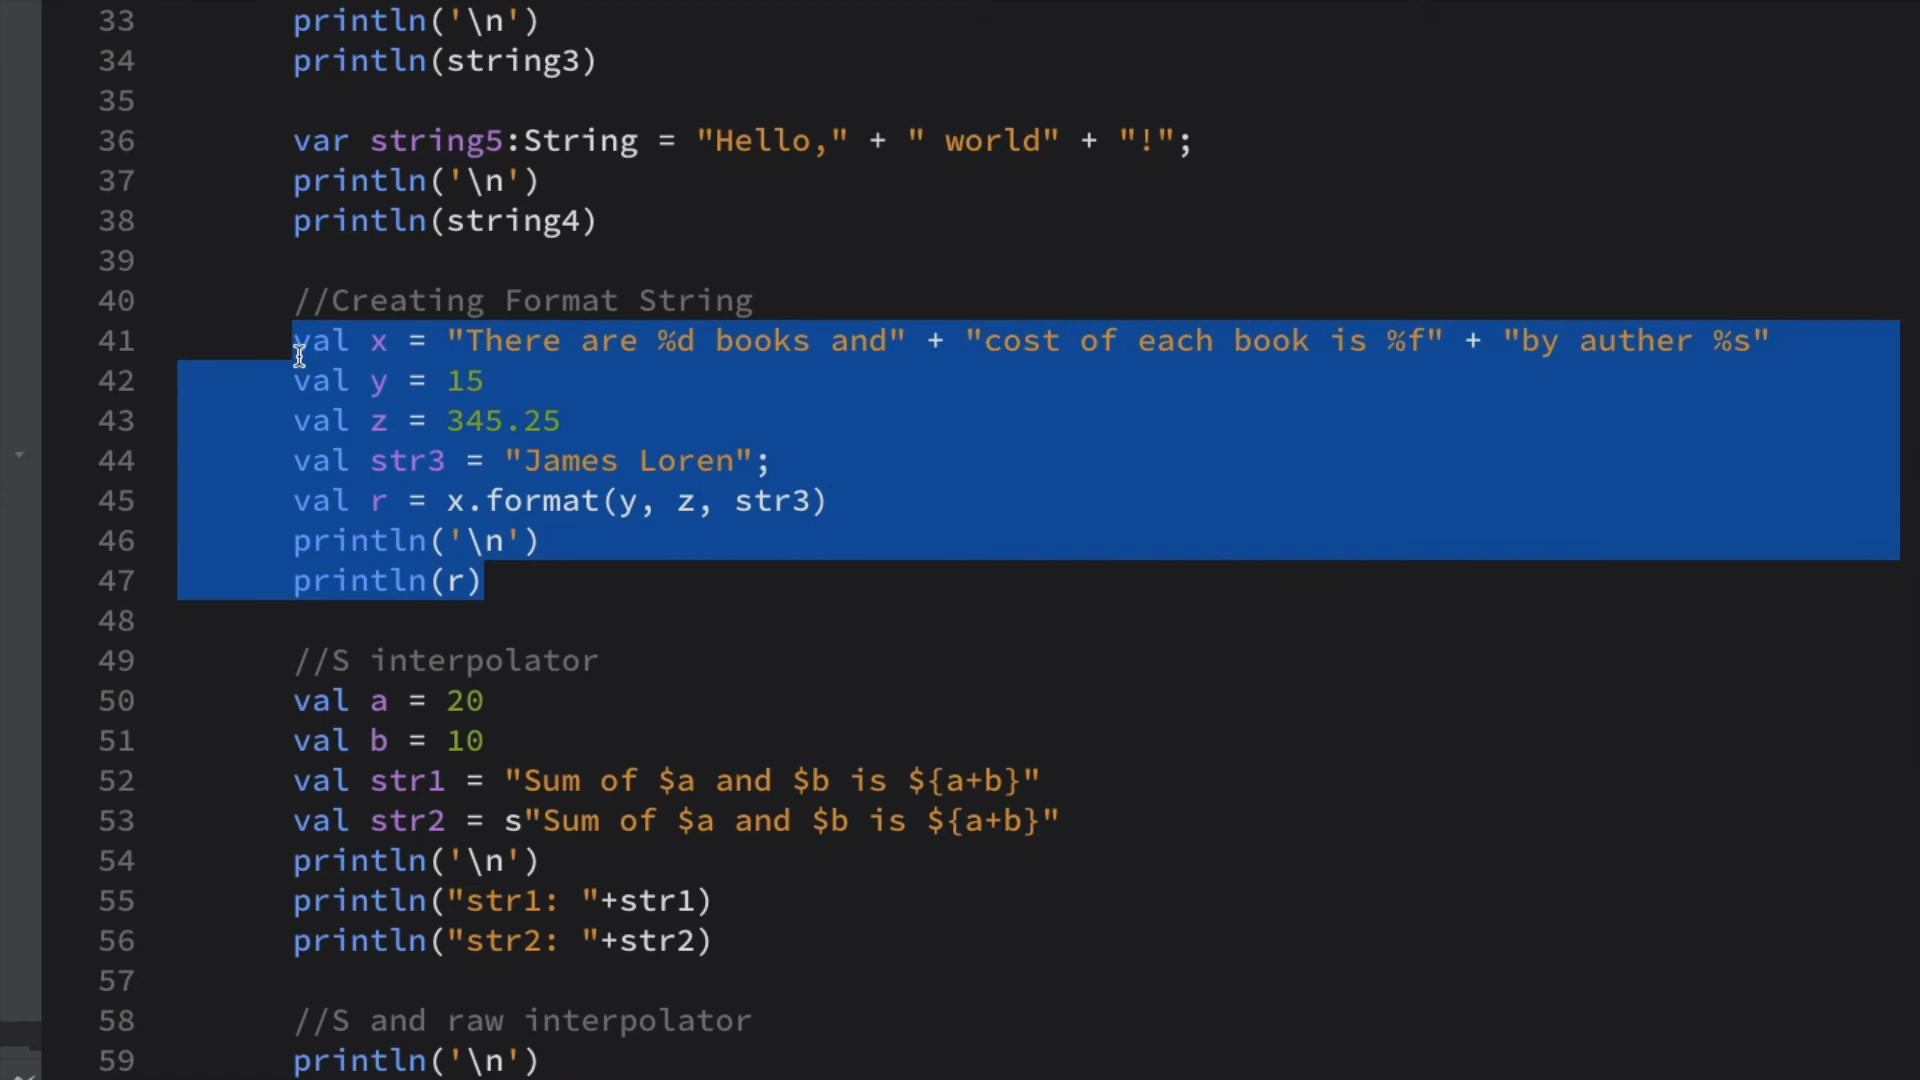 33 println('\n')
34 println(string3)
35
36 var string5:String = "Hello," + " world" + "!";
37 println('\n')
38 println(string4)
39
40 //Creating Format String
41 val x = "There are %d books and" + "cost of each book is %f" + "by auther %s"
42 val y = 15
43 val z = 345.25
44 val str3 = "James Loren";
45 val r = x.format(y, z, str3)
46 println('\n')
47 println(r)
48
49 //S interpolator
50 val a = 20
51 val b = 10
52 val str1 = "Sum of $a and $b is ${a+b}"
53 val str2 = s"Sum of $a and $b is ${a+b}"
54 println('\n')
55 println("str1: "+str1)
56 println("str2: "+str2)
57
58 //S and raw interpolator
59 println('\n')